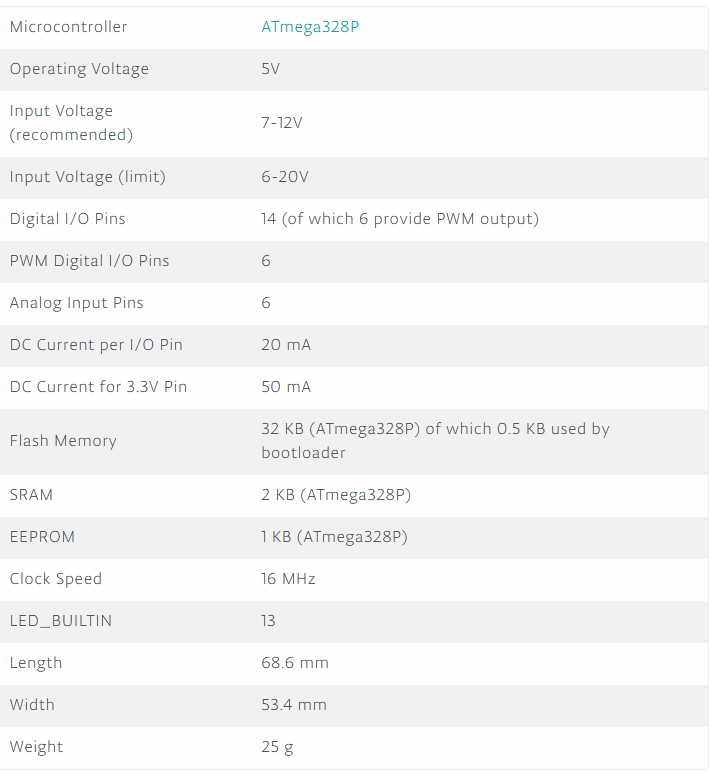 Microcontroller ATmega328P
Operating Voltage 5V
Input Voltage
(recommended) 7-12V
Input Voltage (limit) 6-20V
Digital I/O Pins 14 (of which 6 provide PWM output)
PWM Digital I/O Pins 6
Analog Input Pins 6
DC Current per I/O Pin 20 mA
DC Current for 3.3V Pin 50 mA
Flash Memory 32 KB (ATmega328P) of which 0.5 KB used by
bootloader
SRAM 2 KB (ATmega328P)
EEPROM 1 KB (ATmega328P)
Clock Speed 16 MHz
LED_BUILTIN 13
Length 68.6 mm
Width 53.4 mm
Weight 25 g